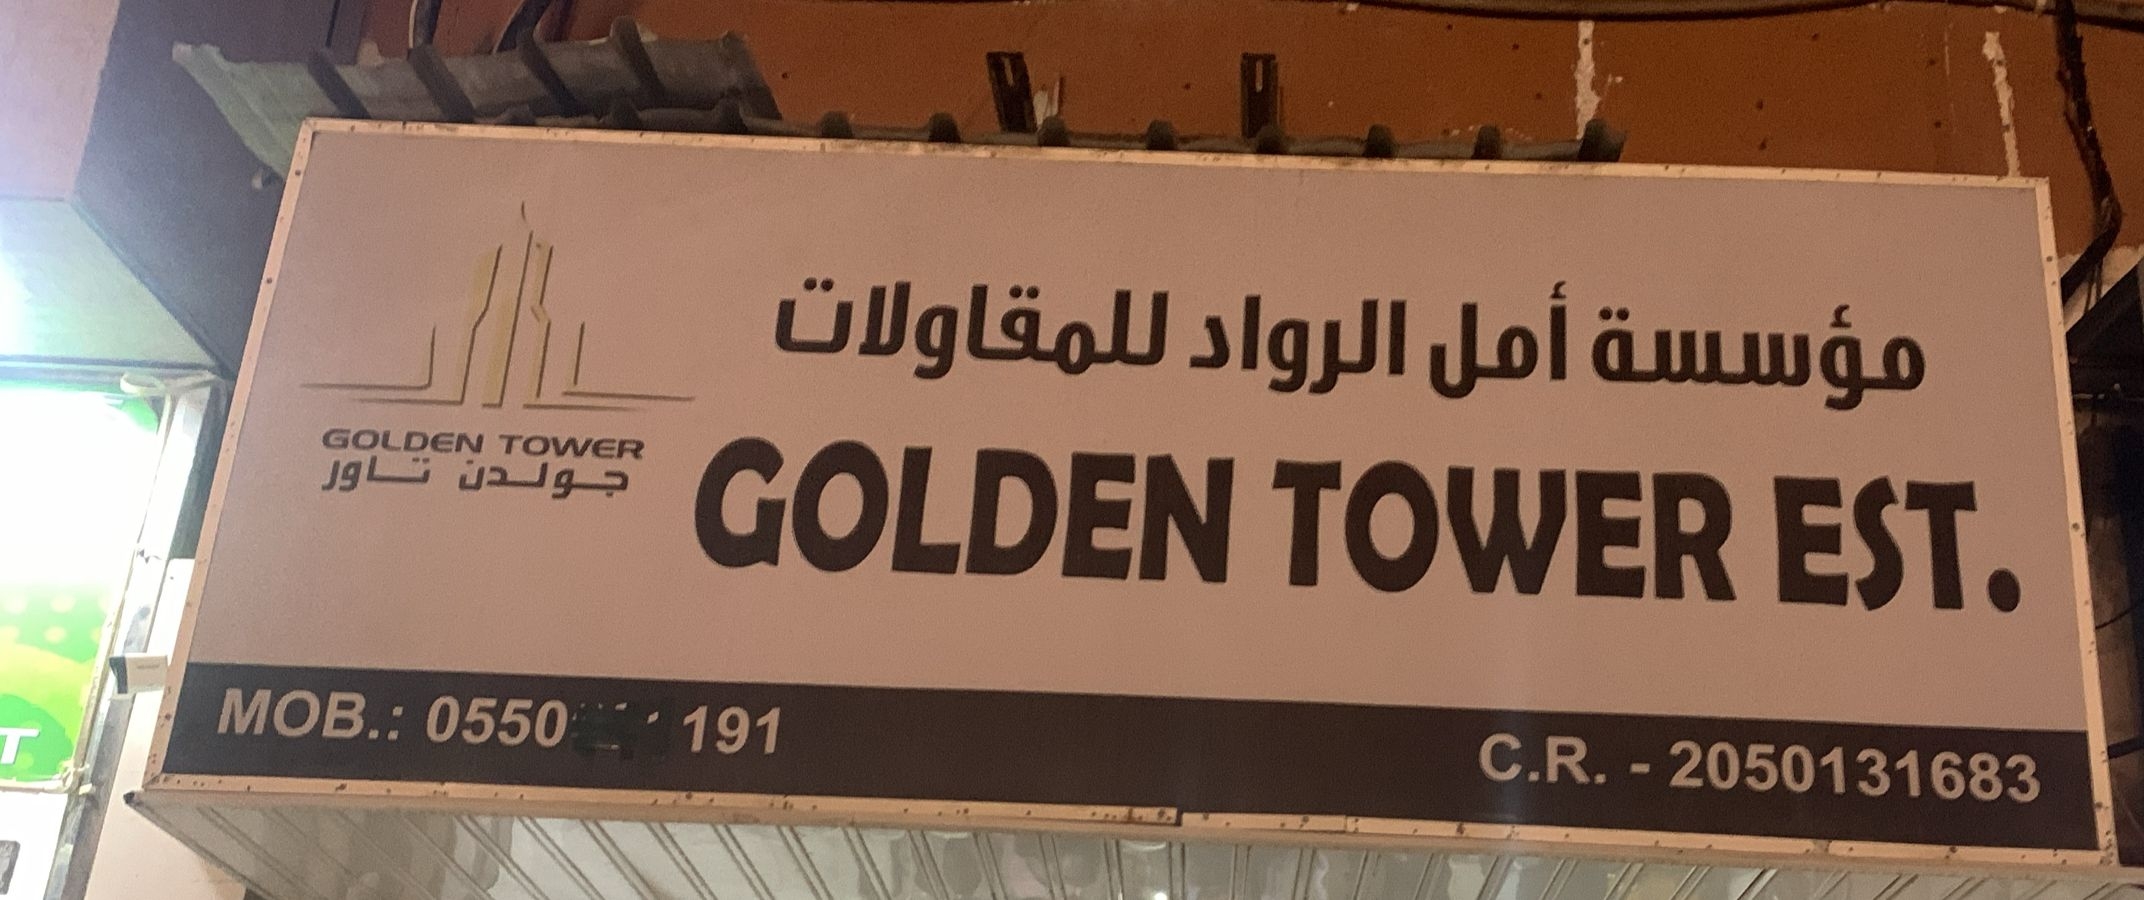 مؤسسة أمل الرواد للمقاولات
GOLDEN TOWER EST.
GOLDEN TOWER
جولدن تاور
MOB.: 0550 191
C.R. - 2050131683
T